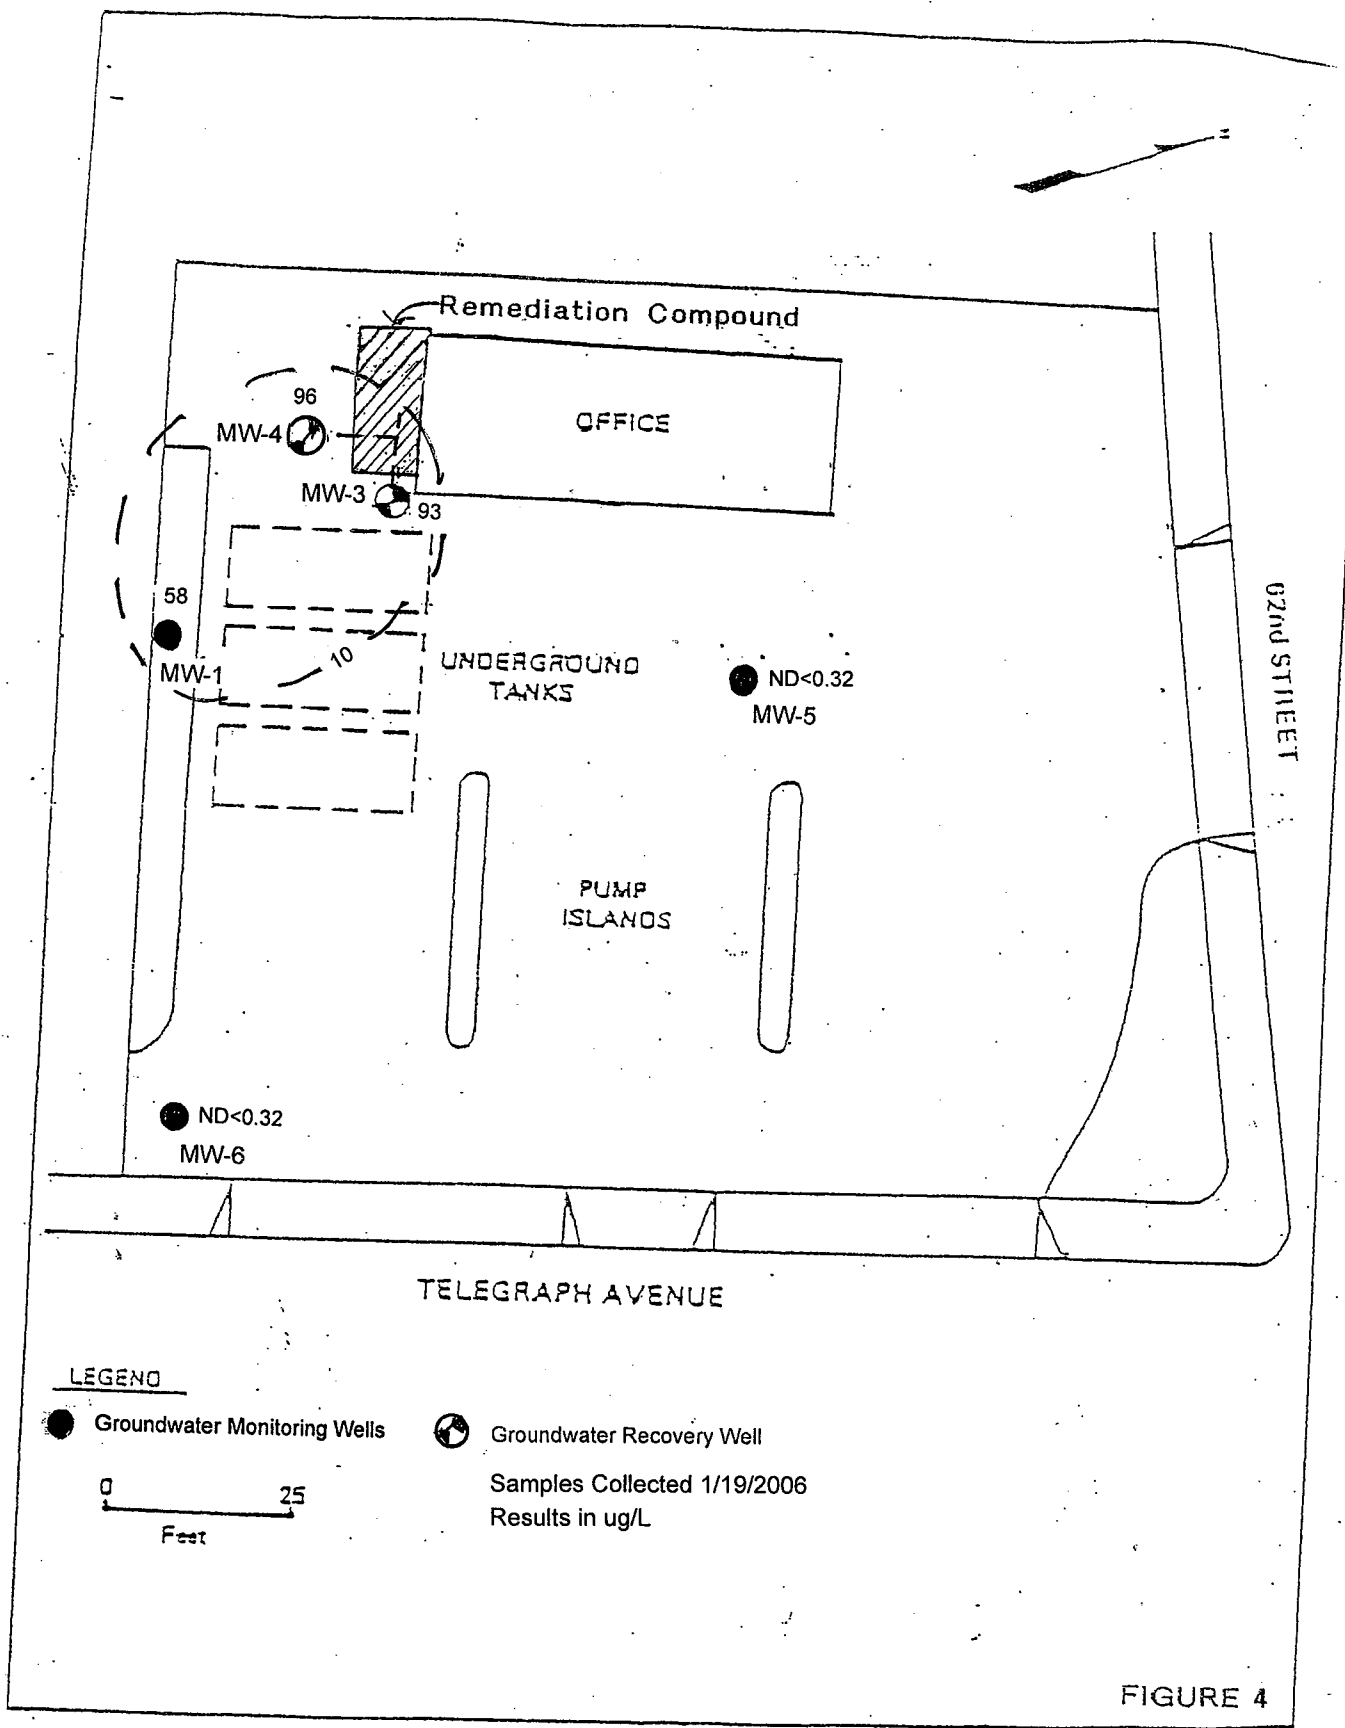 Remediation Compound
96
OFFICE
MW-4
MW-3
93
58
10
UNDERGROUND
TANKS
MW-1
ND<0.32
MW-5
62nd STREET
PUMP
ISLANDS
ND<0.32
MW-6
TELEGRAPH AVENUE
LEGEND
Groundwater Monitoring Wells
Groundwater Recovery Well
0 25
Feet
Samples Collected 1/19/2006
Results in ug/L
FIGURE 4